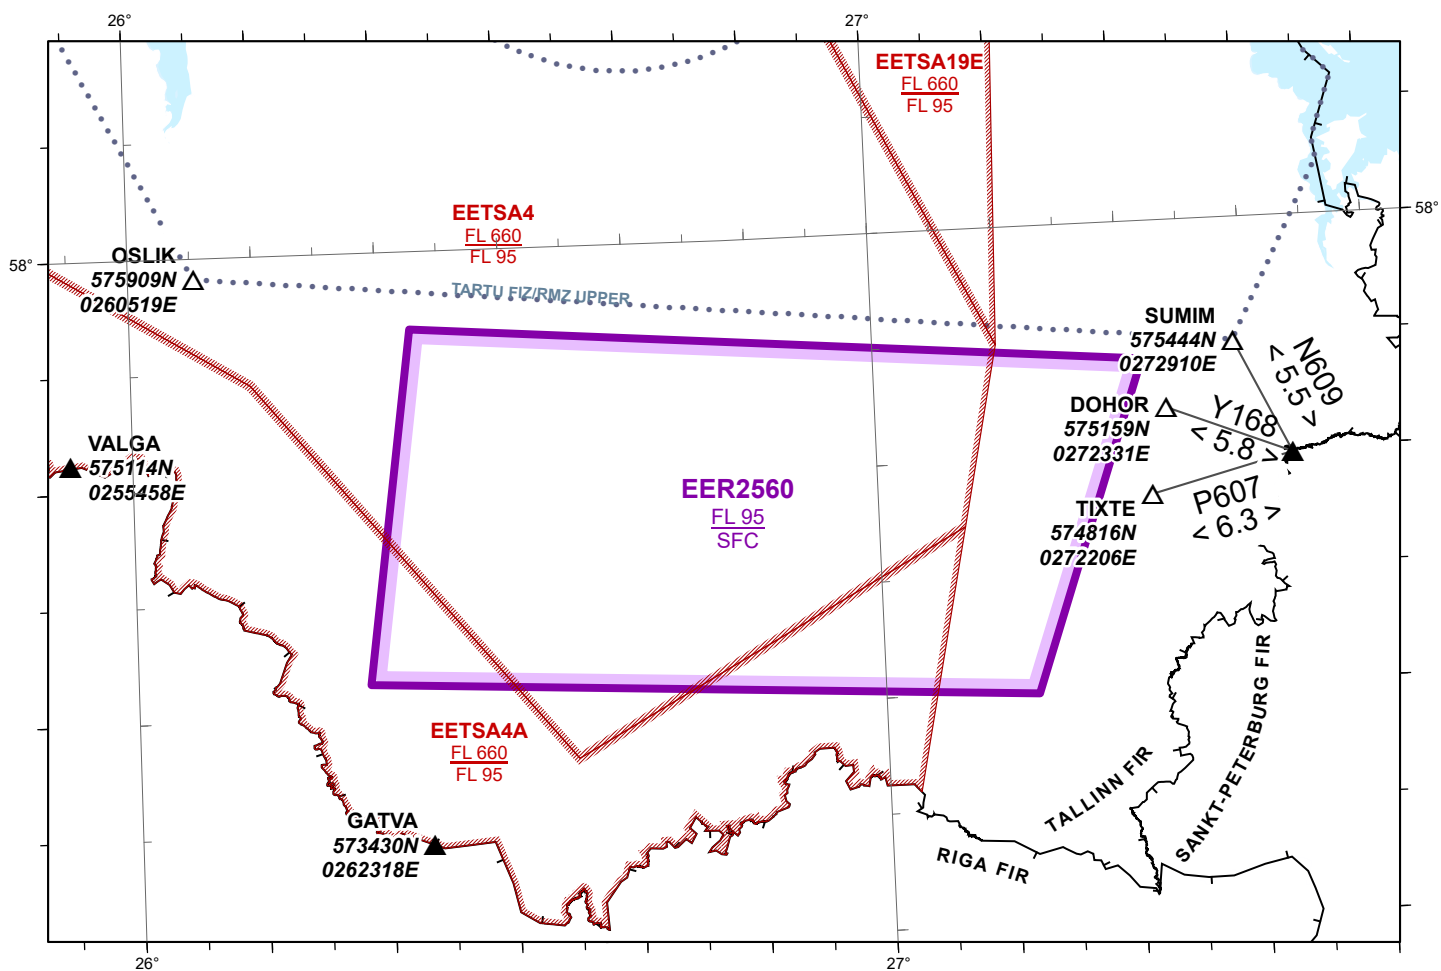 26°
27°
EETSA19E
FL 660
FL 95
58°
EETSA4
FL 660
FL 95
OSLIK
575909N
0260519E
58°
TARTU FIZ/RMZ UPPER
SUMIM
575444N
0272910E
N609
< 5.5 >
DOHOR
575159N
0272331E
Y168
< 5.8 >
VALGA
575114N
0255458E
EER2560
FL 95
SFC
P607
< 6.3 >
TIXTE
574816N
0272206E
EETSA4A
FL 660
FL 95
GATVA
573430N
0262318E
TALLINN FIR
SANKT-PETERBURG FIR
RIGA FIR
26°
27°